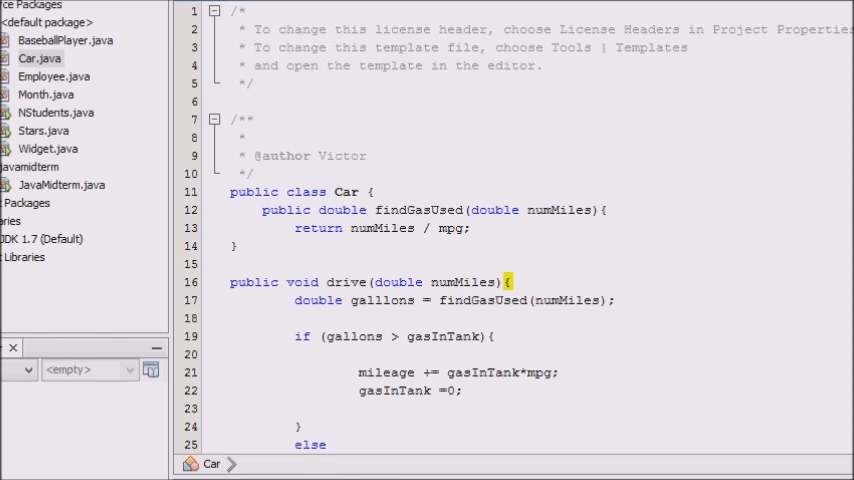 rce Packages
<default package>
BaseballPlayer.java
Car.java
Employee.java
Month.java
NStudents.java
Stars.java
Widget.java
javamidterm
JavaMidterm.java
t Packages
aries
JDK 1.7 (Default)
t Libraries
<empty>
1 /*
2 * To change this license header, choose License Headers in Project Properties
3 * To change this template file, choose Tools | Templates
4 * and open the template in the editor.
5 */
6
7 /**
8 *
9 * @author Victor
10 */
11 public class Car {
12 public double findGasUsed(double numMiles){
13 return numMiles / mpg;
14 }
15
16 public void drive(double numMiles){
17 double galllons = findGasUsed(numMiles);
18
19 if (gallons > gasInTank){
20
21 mileage += gasInTank*mpg;
22 gasInTank =0;
23
24 }
25 else
Car